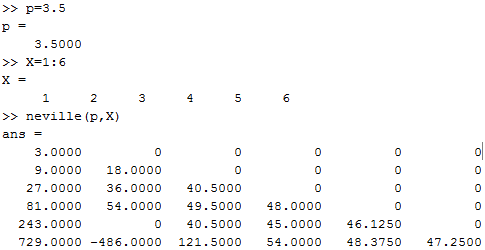 >> p=3.5
p =
3.5000
>> X=1:6
X =
1 2 3 4 5 6
>> neville(p,X)
ans =
3.0000 0 0 0 0 0
9.0000 18.0000 0 0 0 0
27.0000 36.0000 40.5000 0 0 0
81.0000 54.0000 49.5000 48.0000 0 0
243.0000 0 40.5000 45.0000 46.1250 0
729.0000 -486.0000 121.5000 54.0000 48.3750 47.2500